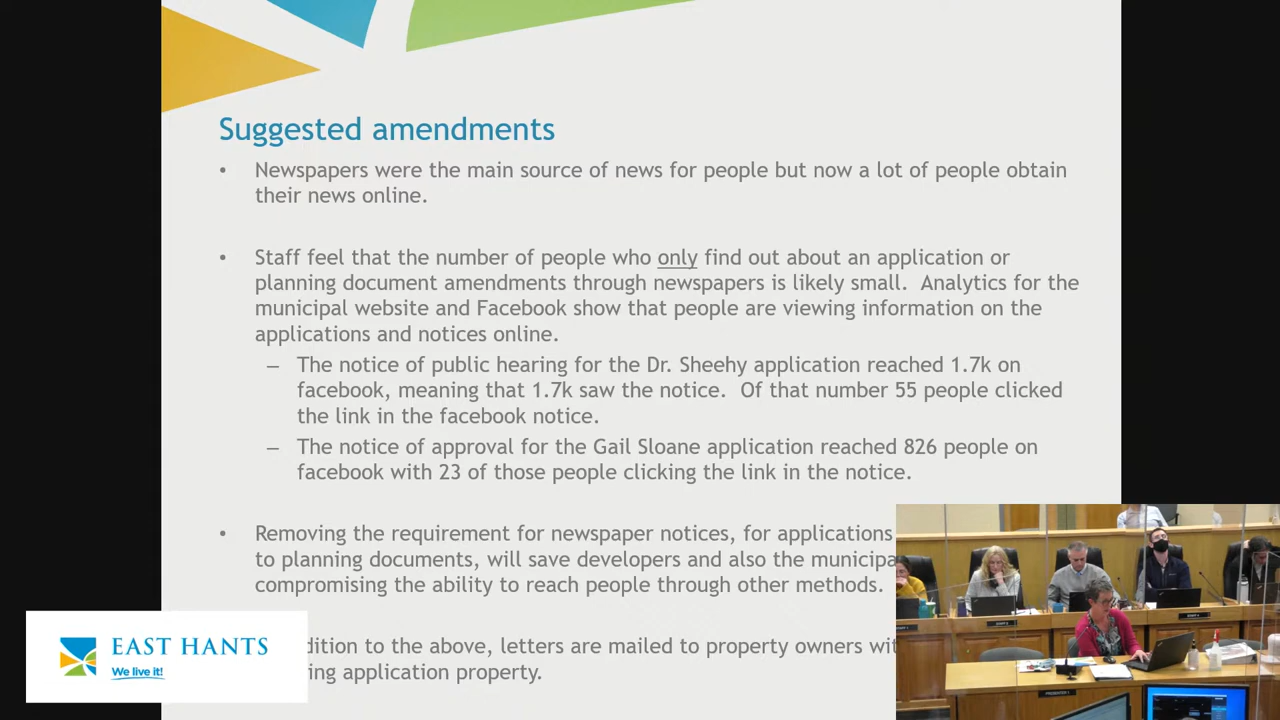 Suggested amendments
• Newspapers were the main source of news for people but now a lot of people obtain
their news online.
• Staff feel that the number of people who only find out about an application or
planning document amendments through newspapers is likely small. Analytics for the
municipal website and Facebook show that people are viewing information on the
applications and notices online.
– The notice of public hearing for the Dr. Sheehy application reached 1.7k on
facebook, meaning that 1.7k saw the notice. Of that number 55 people clicked
the link in the facebook notice.
– The notice of approval for the Gail Sloane application reached 826 people on
facebook with 23 of those people clicking the link in the notice.
• Removing the requirement for newspaper notices, for applications
to planning documents, will save developers and also the municipa
compromising the ability to reach people through other methods.
dition to the above, letters are mailed to property owners wit
ing application property.
EAST HANTS
We live it!